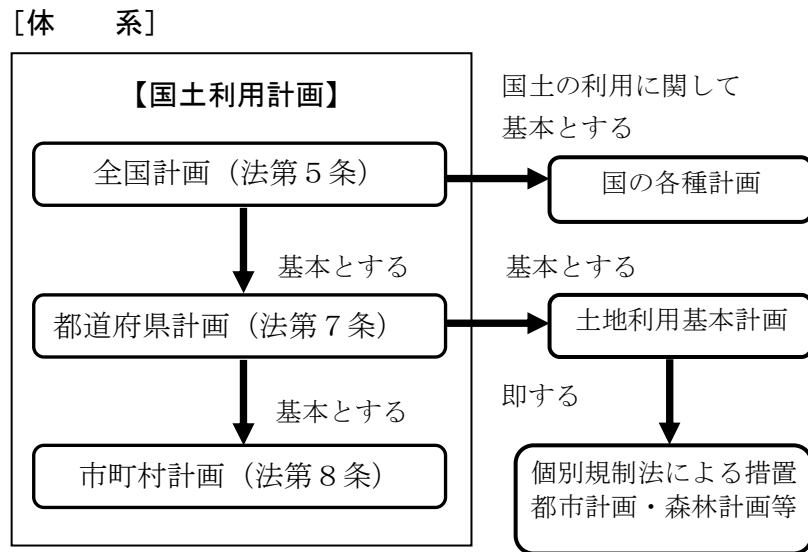 [体　　系]
【国土利用計画】
国土の利用に関して
基本とする
全国計画（法第５条）
国の各種計画
基本とする
基本とする
都道府県計画（法第７条）
土地利用基本計画
基本とする
即する
市町村計画（法第８条）
個別規制法による措置
都市計画・森林計画等